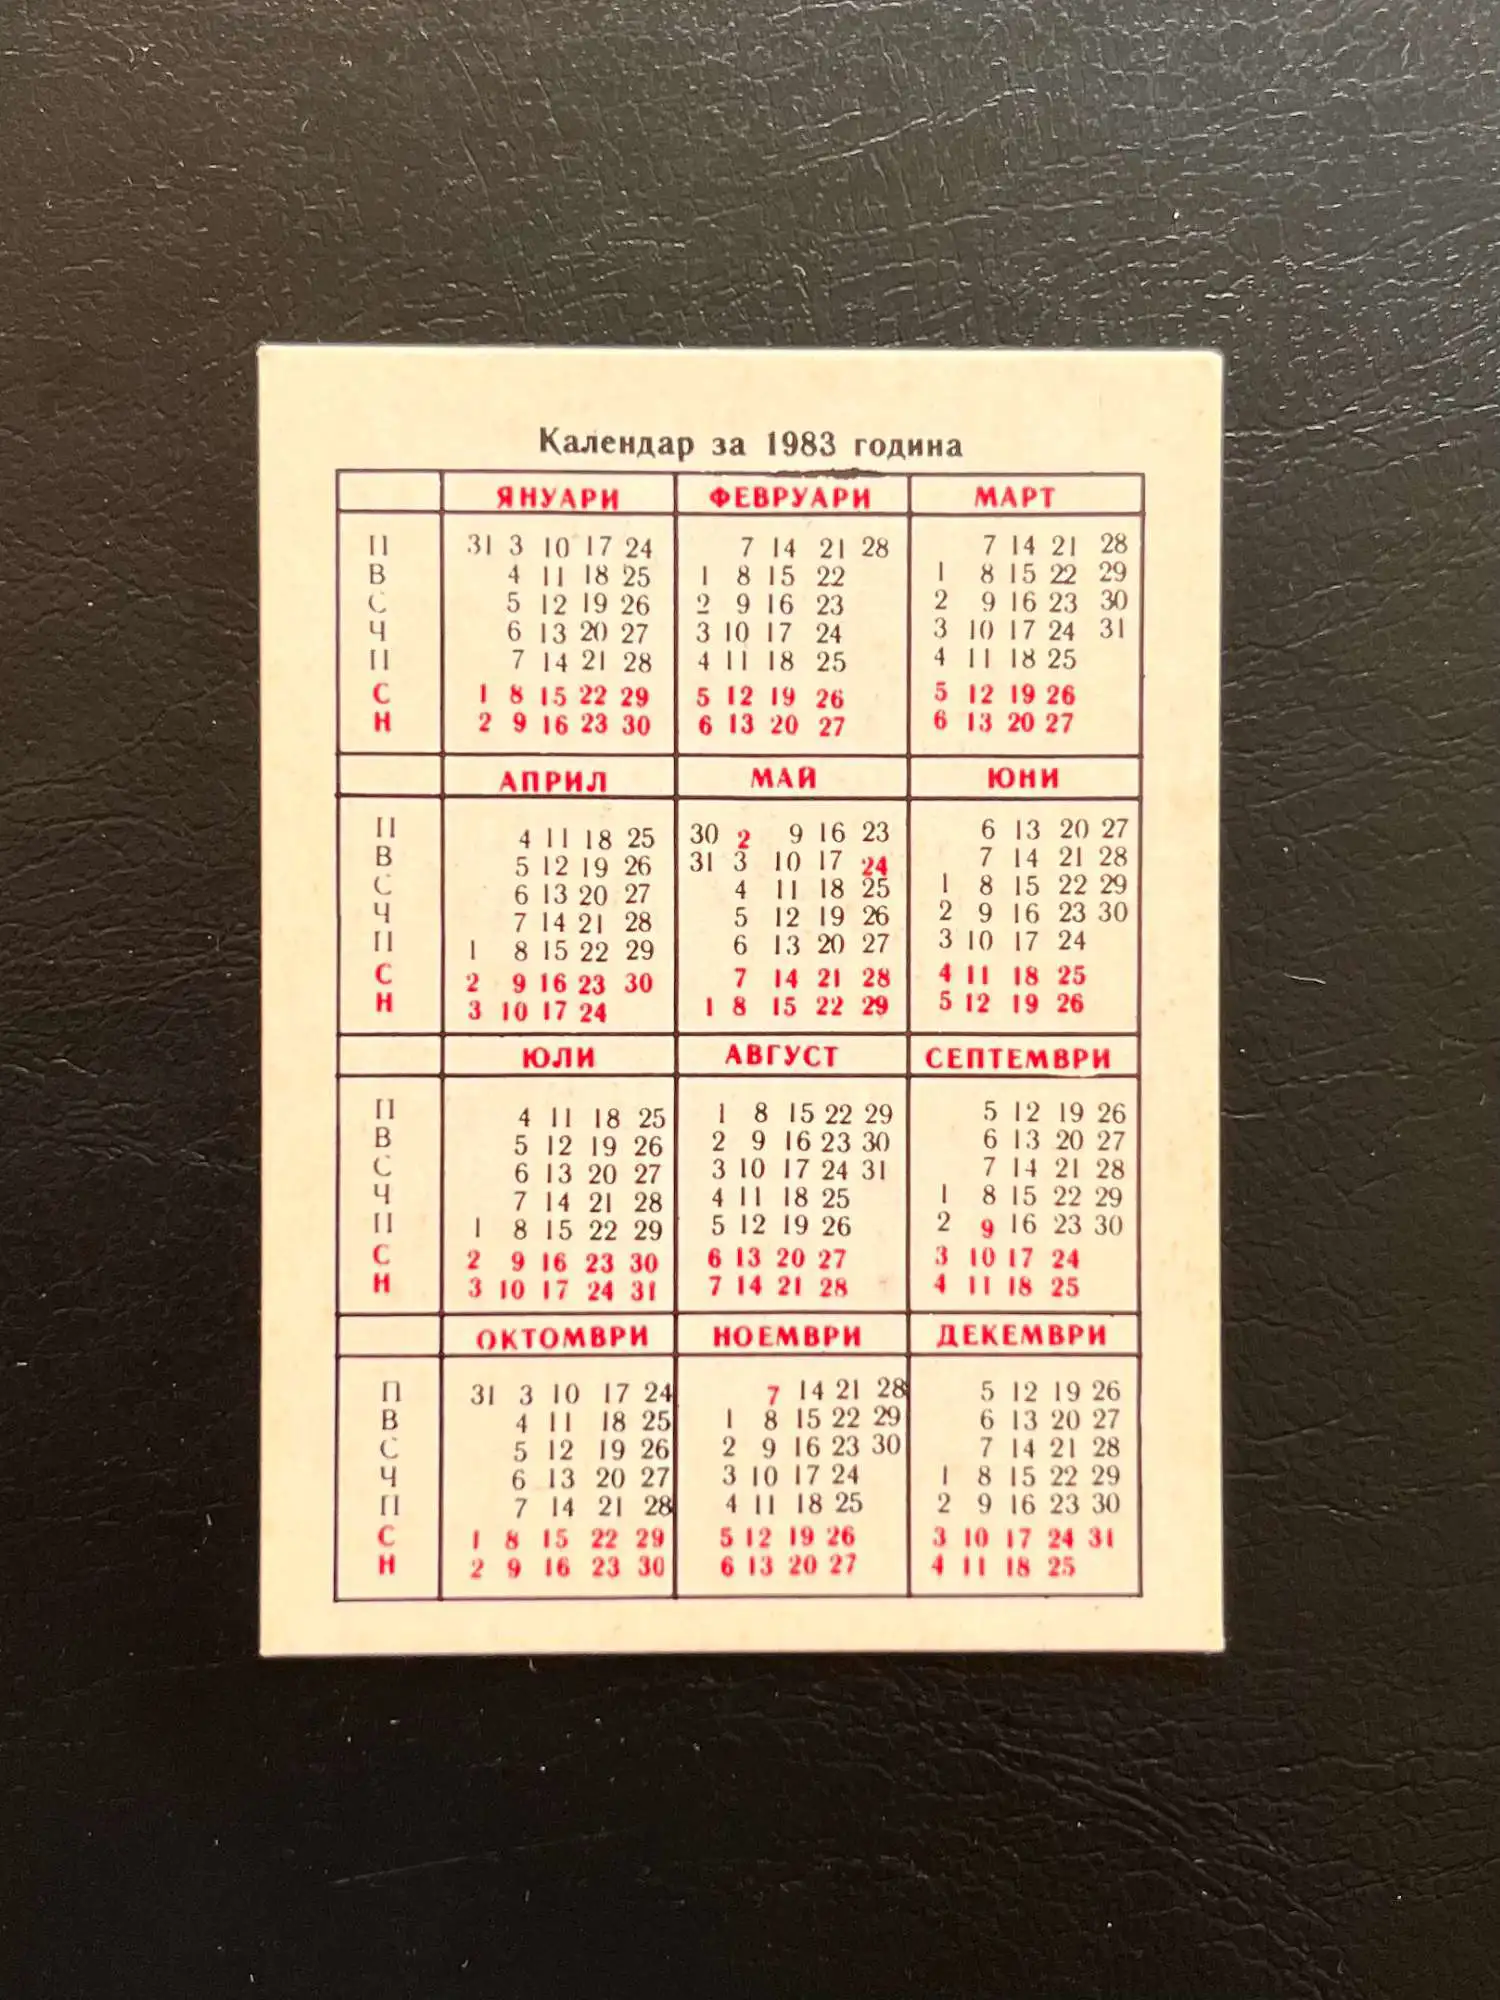 Календар за 1983 година
ЯНУАРИ ФЕВРУАРИ МАРТ
П 31 3 10 17 24 7 14 21 28 7 14 21 28
В 4 11 18 25 1 8 15 22 1 8 15 22 29
С 5 12 19 26 2 9 16 23 2 9 16 23 30
Ч 6 13 20 27 3 10 17 24 3 10 17 24 31
П 7 14 21 28 4 11 18 25 4 11 18 25
С 1 8 15 22 29 5 12 19 26 5 12 19 26
Н 2 9 16 23 30 6 13 20 27 6 13 20 27
АПРИЛ МАЙ ЮНИ
П 4 11 18 25 30 2 9 16 23 6 13 20 27
В 5 12 19 26 31 3 10 17 24 7 14 21 28
С 6 13 20 27 4 11 18 25 1 8 15 22 29
Ч 7 14 21 28 5 12 19 26 2 9 16 23 30
П 1 8 15 22 29 6 13 20 27 3 10 17 24
С 2 9 16 23 30 7 14 21 28 4 11 18 25
Н 3 10 17 24 1 8 15 22 29 5 12 19 26
ЮЛИ АВГУСТ СЕПТЕМВРИ
П 4 11 18 25 1 8 15 22 29 5 12 19 26
В 5 12 19 26 2 9 16 23 30 6 13 20 27
С 6 13 20 27 3 10 17 24 31 7 14 21 28
Ч 7 14 21 28 4 11 18 25 1 8 15 22 29
П 1 8 15 22 29 5 12 19 26 2 9 16 23 30
С 2 9 16 23 30 6 13 20 27 3 10 17 24
Н 3 10 17 24 31 7 14 21 28 4 11 18 25
ОКТОМВРИ НОЕМВРИ ДЕКЕМВРИ
П 31 3 10 17 24 7 14 21 28 5 12 19 26
В 4 11 18 25 1 8 15 22 29 6 13 20 27
С 5 12 19 26 2 9 16 23 30 7 14 21 28
Ч 6 13 20 27 3 10 17 24 1 8 15 22 29
П 7 14 21 28 4 11 18 25 2 9 16 23 30
С 1 8 15 22 29 5 12 19 26 3 10 17 24 31
Н 2 9 16 23 30 6 13 20 27 4 11 18 25